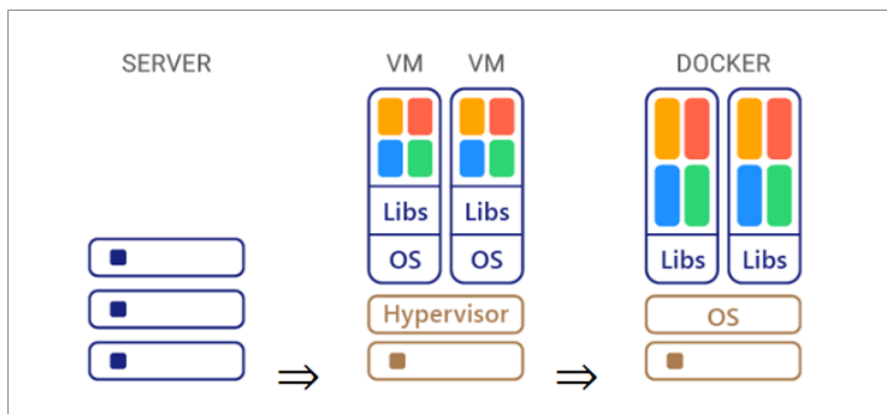 SERVER VM VM DOCKER
Libs Libs
OS OS Libs Libs
Hypervisor OS
⇒ ⇒